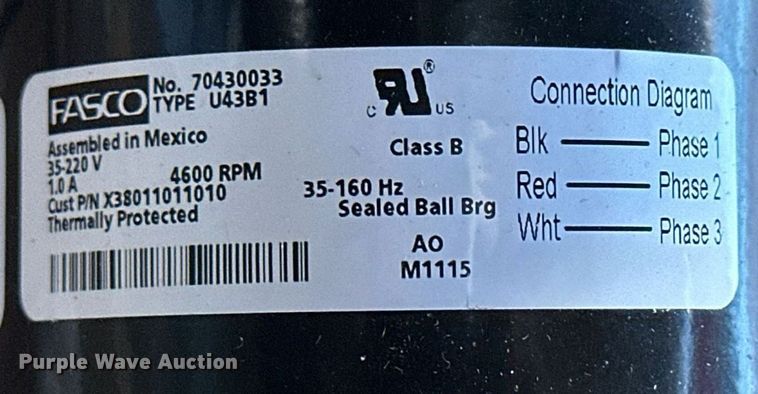 FASCO
No. 70430033
TYPE U43B1
Assembled in Mexico
35-220 V
1.0 A 4600 RPM
Cust P/N X38011011010
Thermally Protected
C RU ® US
Class B
35-160 Hz
Sealed Ball Brg
AO
M1115
Connection Diagram
Blk Phase 1
Red Phase 2
Wht Phase 3
Purple Wave Auction